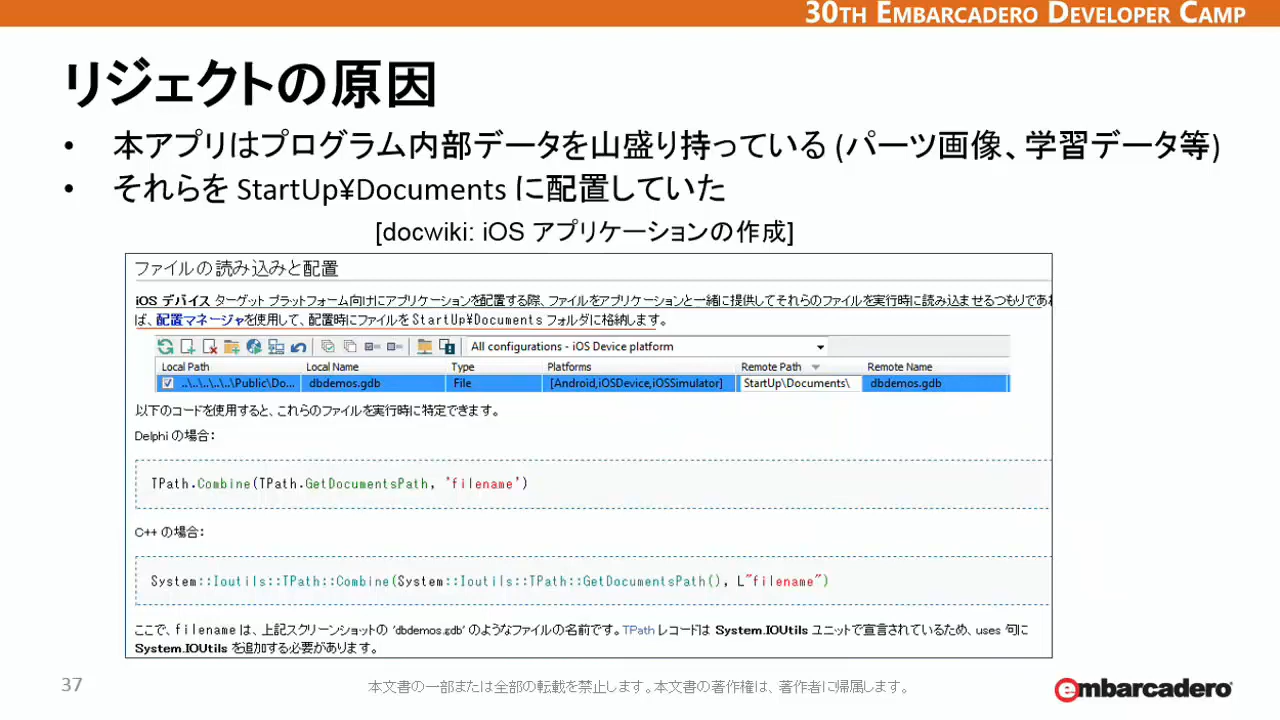 30TH EMBARCADERO DEVELOPER CAMP
リジェクトの原因
• 本アプリはプログラム内部データを山盛り持っている (パーツ画像、学習データ等)
• それらを StartUp¥Documents に配置していた
[docwiki: iOS アプリケーションの作成]
ファイルの読み込みと配置
iOS デバイス ターゲット プラットフォーム向けにアプリケーションを配置する際、ファイルをアプリケーションと一緒に提供してそれらのファイルを実行時に読み込ませるつもりであれ
ば、配置マネージャを使用して、配置時にファイルを StartUp¥Documents フォルダに格納します。
All configurations - iOS Device platform
Local Path Local Name Type Platforms Remote Path Remote Name
..\..\..\..\..\Public\Do... dbdemos.gdb File [Android,iOSDevice,iOSSimulator] StartUp\Documents\ dbdemos.gdb
以下のコードを使用すると、これらのファイルを実行時に特定できます。
Delphi の場合:
TPath.Combine(TPath.GetDocumentsPath, 'filename')
C++ の場合:
System::Ioutils::TPath::Combine(System::Ioutils::TPath::GetDocumentsPath(), L"filename")
ここで、filename は、上記スクリーンショットの 'dbdemos.gdb' のようなファイルの名前です。TPath レコードは System.IOUtils ユニットで宣言されているため、uses 句に
System.IOUtils を追加する必要があります。
37
本文書の一部または全部の転載を禁止します。本文書の著作権は、著作者に帰属します。
embarcadero